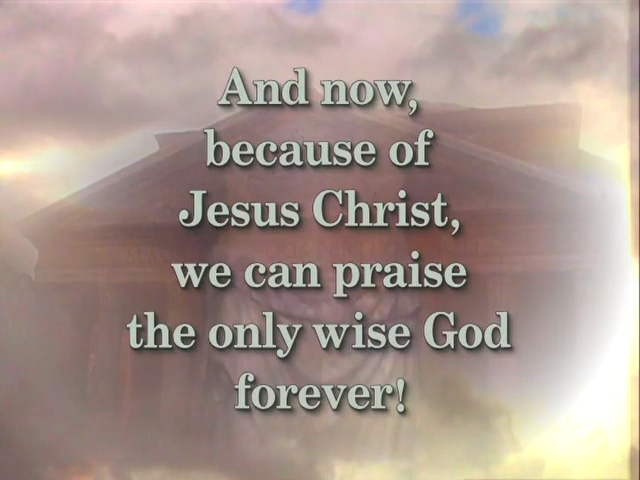 And now,
because of
Jesus Christ,
we can praise
the only wise God
forever!